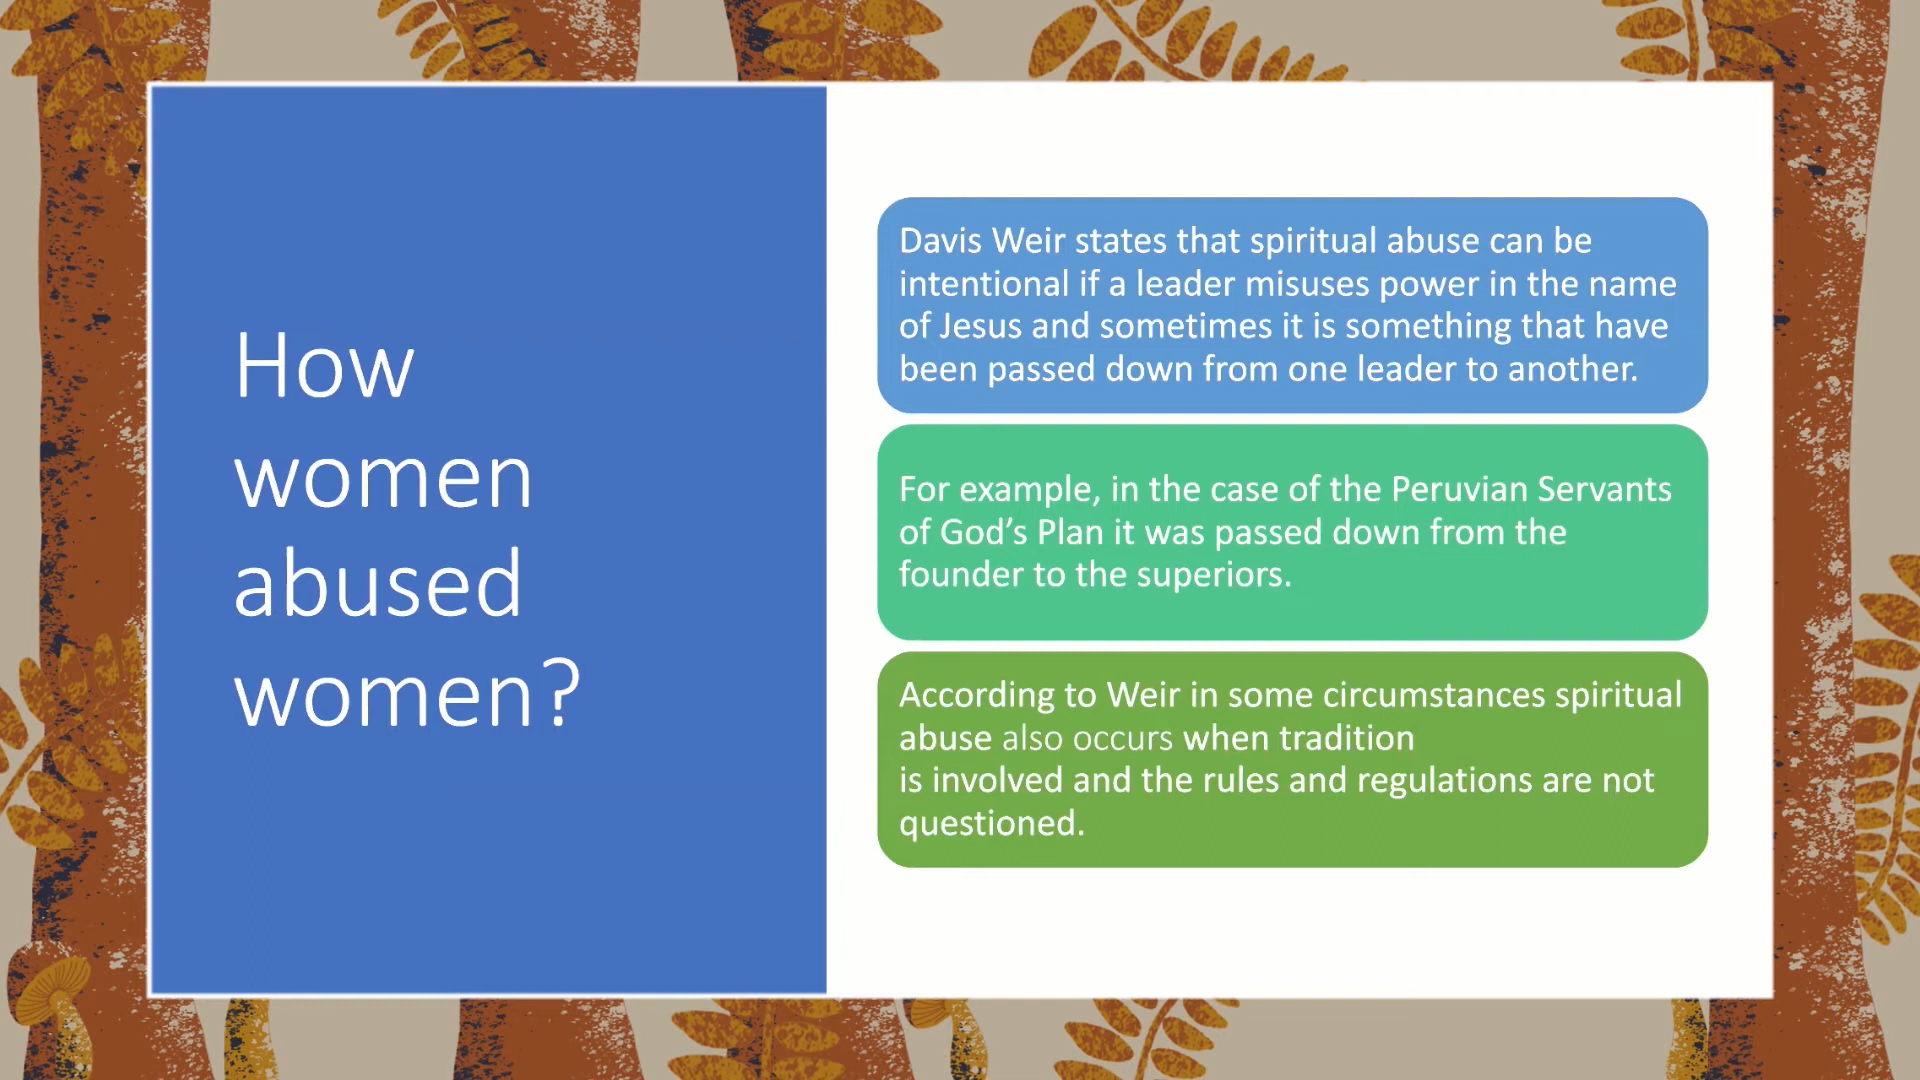 How
women
abused
women?
Davis Weir states that spiritual abuse can be
intentional if a leader misuses power in the name
of Jesus and sometimes it is something that have
been passed down from one leader to another.
For example, in the case of the Peruvian Servants
of God’s Plan it was passed down from the
founder to the superiors.
According to Weir in some circumstances spiritual
abuse also occurs when tradition
is involved and the rules and regulations are not
questioned.